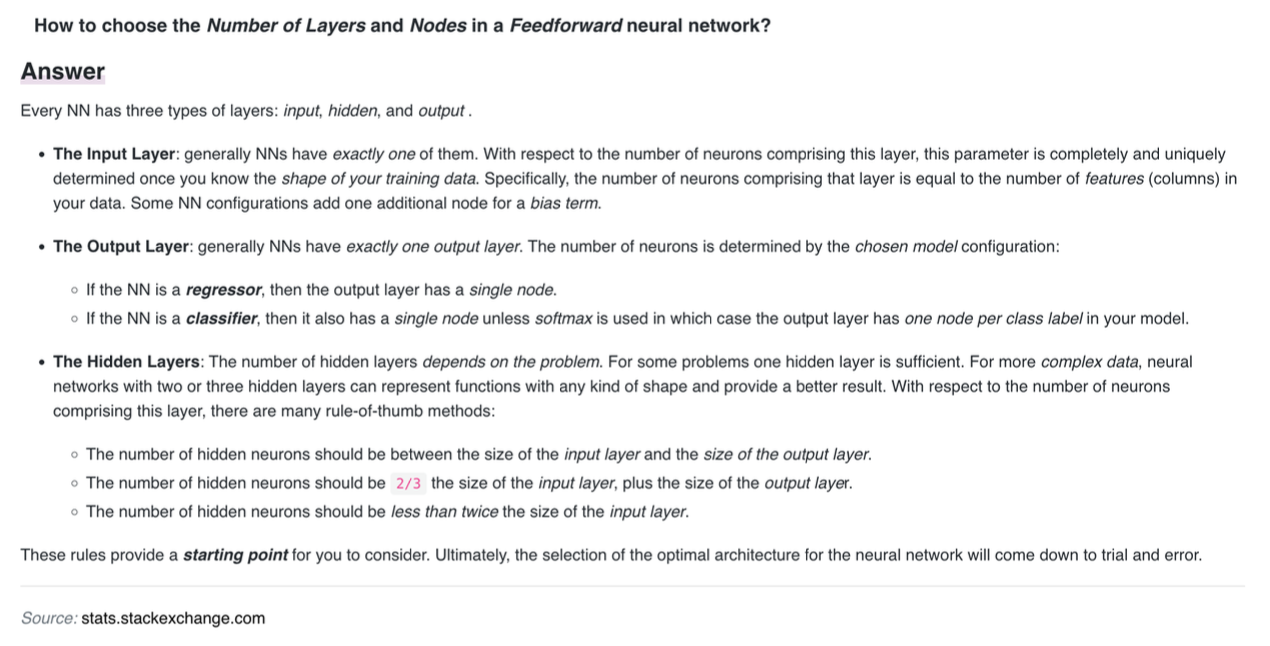 How to choose the Number of Layers and Nodes in a Feedforward neural network?
Answer
Every NN has three types of layers: input, hidden, and output .
• The Input Layer: generally NNs have exactly one of them. With respect to the number of neurons comprising this layer, this parameter is completely and uniquely
determined once you know the shape of your training data. Specifically, the number of neurons comprising that layer is equal to the number of features (columns) in
your data. Some NN configurations add one additional node for a bias term.
• The Output Layer: generally NNs have exactly one output layer. The number of neurons is determined by the chosen model configuration:
◦ If the NN is a regressor, then the output layer has a single node.
◦ If the NN is a classifier, then it also has a single node unless softmax is used in which case the output layer has one node per class label in your model.
• The Hidden Layers: The number of hidden layers depends on the problem. For some problems one hidden layer is sufficient. For more complex data, neural
networks with two or three hidden layers can represent functions with any kind of shape and provide a better result. With respect to the number of neurons
comprising this layer, there are many rule-of-thumb methods:
◦ The number of hidden neurons should be between the size of the input layer and the size of the output layer.
◦ The number of hidden neurons should be 2/3 the size of the input layer, plus the size of the output layer.
◦ The number of hidden neurons should be less than twice the size of the input layer.
These rules provide a starting point for you to consider. Ultimately, the selection of the optimal architecture for the neural network will come down to trial and error.
Source: stats.stackexchange.com